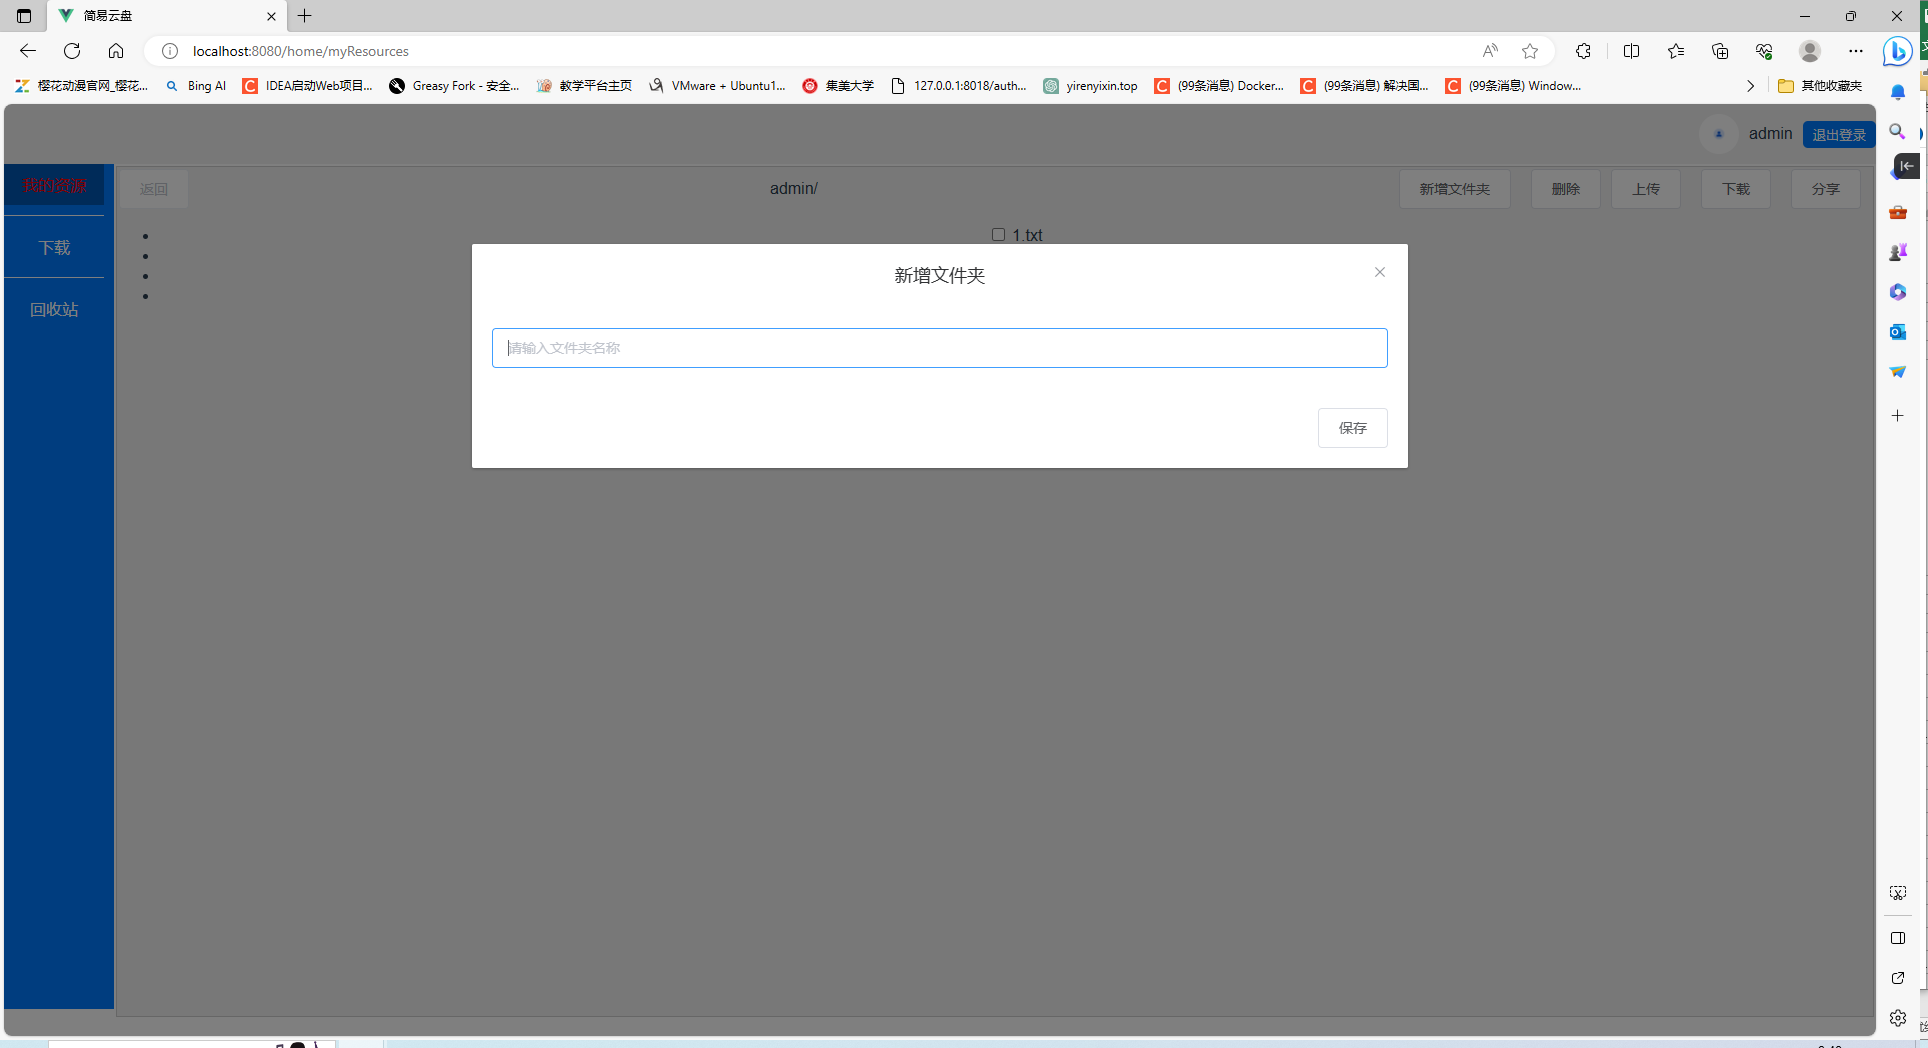 简易云盘
localhost:8080/home/myResources
樱花动漫官网_樱花... Bing AI IDEA启动Web项目... Greasy Fork - 安全... 教学平台主页 VMware + Ubuntu1... 集美大学 127.0.0.1:8018/auth... yirenyixin.top (99条消息) Docker... (99条消息) 解决国... (99条消息) Window... 其他收藏夹
admin 退出登录
我的资源
下载
回收站
返回 admin/ 新增文件夹 删除 上传 下载 分享
1.txt
新增文件夹
请输入文件夹名称
保存